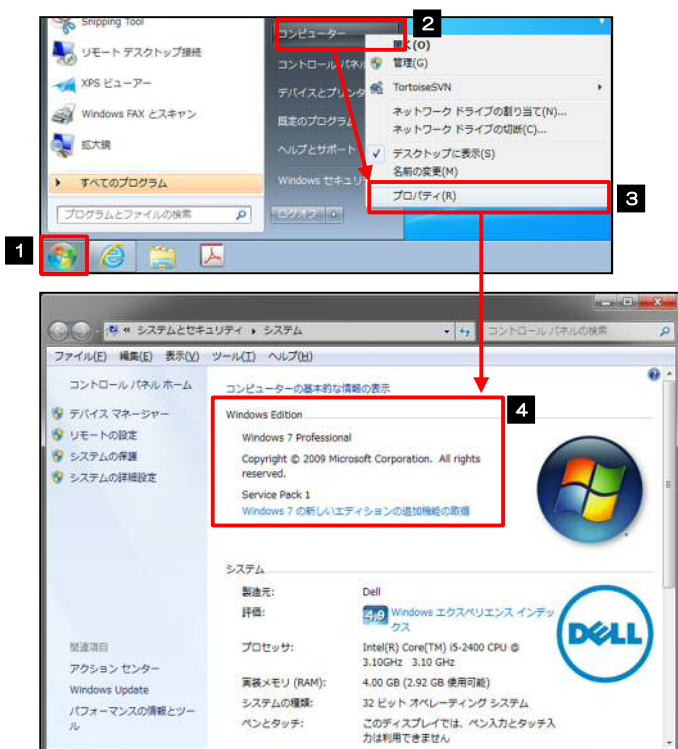 Snipping Tool
リモート デスクトップ接続
XPS ビューアー
Windows FAX とスキャン
拡大鏡
すべてのプログラム
プログラムとファイルの検索
コンピューター
コントロール パネル
デバイスとプリンタ
既定のプログラム
ヘルプとサポート
Windows セキュリテ
ログオフ
2
開く(O)
管理(G)
TortoiseSVN
ネットワーク ドライブの割り当て(N)...
ネットワーク ドライブの切断(C)...
デスクトップに表示(S)
名前の変更(M)
プロパティ(R)
3
1
« システムとセキュリティ
システム
コントロール パネルの検索
ファイル(F) 編集(E) 表示(V) ツール(T) ヘルプ(H)
コントロール パネル ホーム
デバイス マネージャー
リモートの設定
システムの保護
システムの詳細設定
関連項目
アクション センター
Windows Update
パフォーマンスの情報とツー
ル
コンピューターの基本的な情報の表示
4
Windows Edition
Windows 7 Professional
Copyright © 2009 Microsoft Corporation. All rights
reserved.
Service Pack 1
Windows 7 の新しいエディションの追加機能の取得
システム
製造元: Dell
評価: 4,9 Windows エクスペリエンス インデッ
クス
プロセッサ: Intel(R) Core(TM) i5-2400 CPU @
3.10GHz 3.10 GHz
実装メモリ (RAM): 4.00 GB (2.92 GB 使用可能)
システムの種類: 32 ビット オペレーティング システム
ペンとタッチ: このディスプレイでは、ペン入力とタッチ入
力は利用できません
DELL